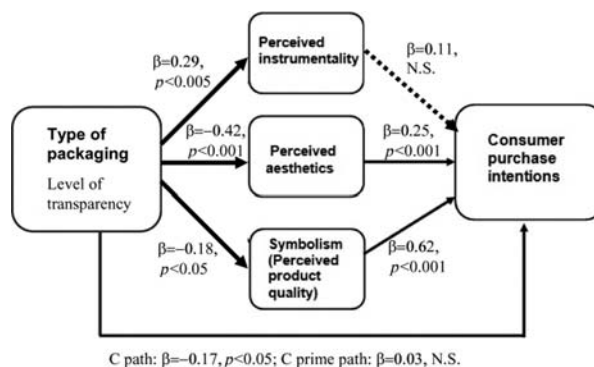 Perceived
instrumentality
β=0.29,
p<0.005
β=0.11,
N.S.
Type of
packaging
Level of
transparency
β=−0.42,
p<0.001
Perceived
aesthetics
β=0.25,
p<0.001
Consumer
purchase
intentions
β=−0.18,
p<0.05
Symbolism
(Perceived
product
quality)
β=0.62,
p<0.001
C path: β=−0.17, p<0.05; C prime path: β=0.03, N.S.